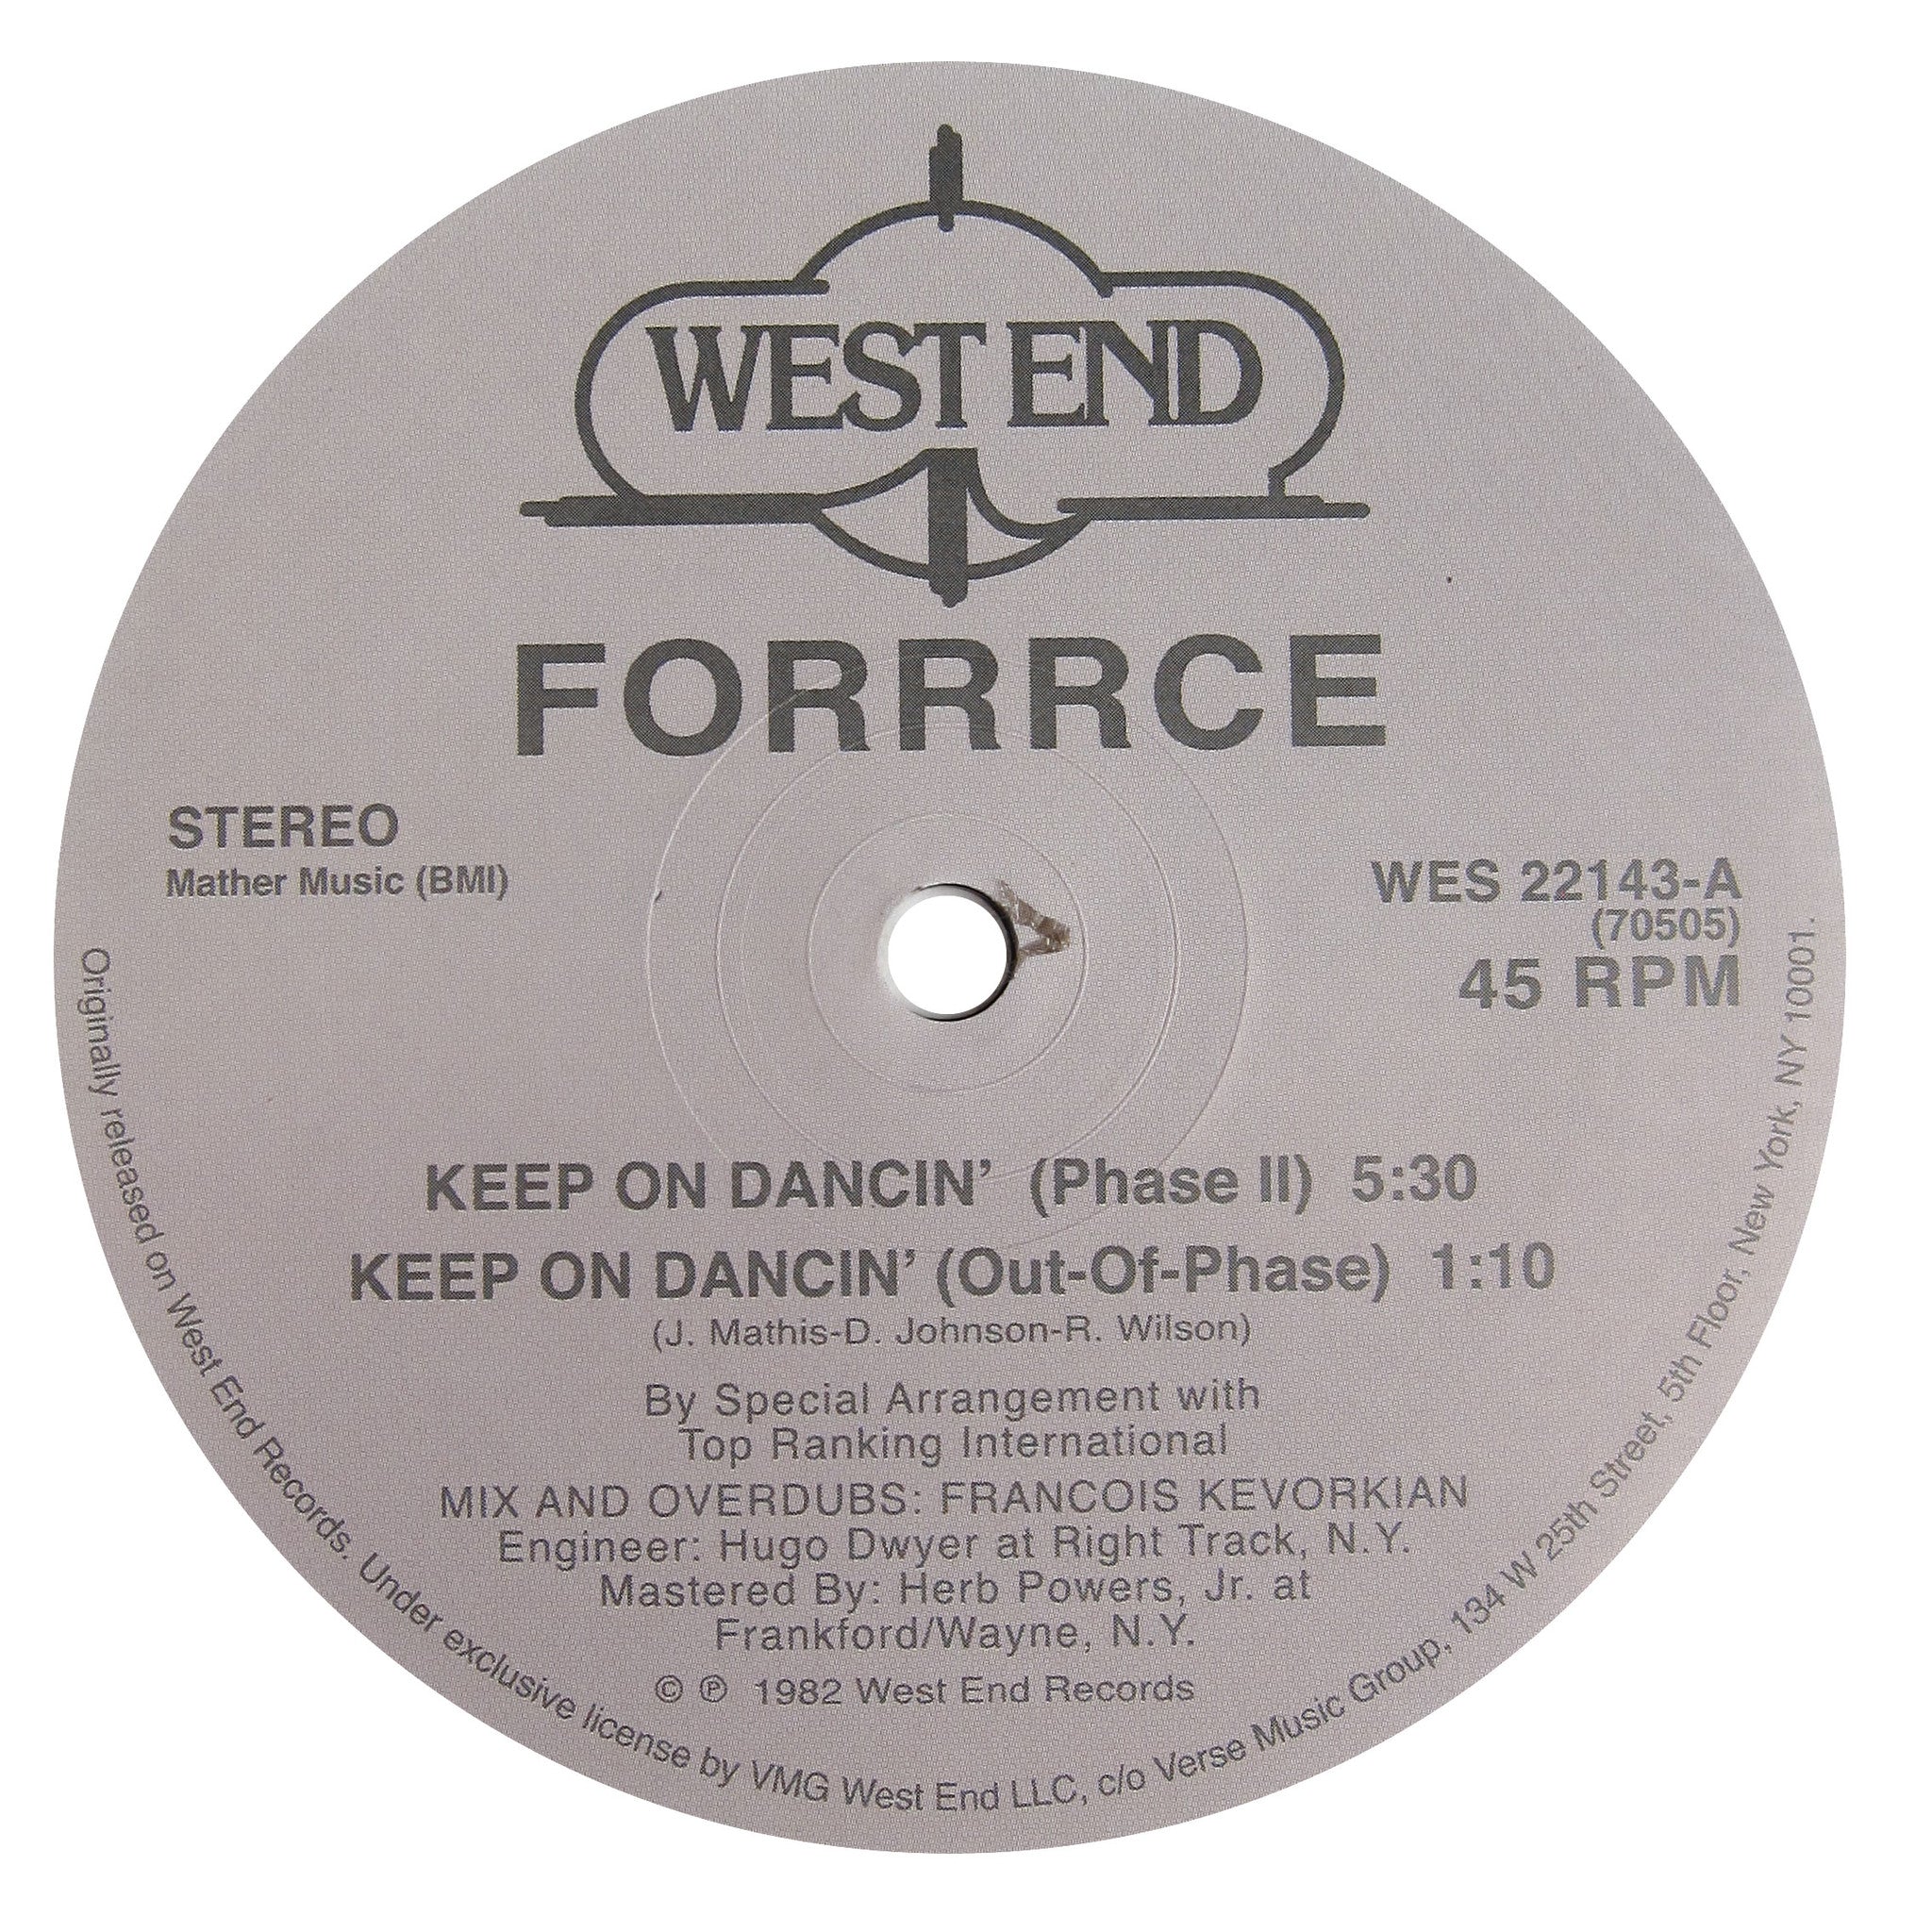 WEST END
FORRRCE
STEREO
Mather Music (BMI)
WES 22143-A
(70505)
45 RPM
KEEP ON DANCIN' (Phase II) 5:30
KEEP ON DANCIN' (Out-Of-Phase) 1:10
(J. Mathis-D. Johnson-R. Wilson)
By Special Arrangement with
Top Ranking International
MIX AND OVERDUBS: FRANCOIS KEVORKIAN
Engineer: Hugo Dwyer at Right Track, N.Y.
Mastered By: Herb Powers, Jr. at
Frankford/Wayne, N.Y.
© ℗ 1982 West End Records
Originally released on West End Records. Under exclusive license by VMG West End LLC, c/o Verse Music Group, 134 W 25th Street, 5th Floor, New York, NY 10001.